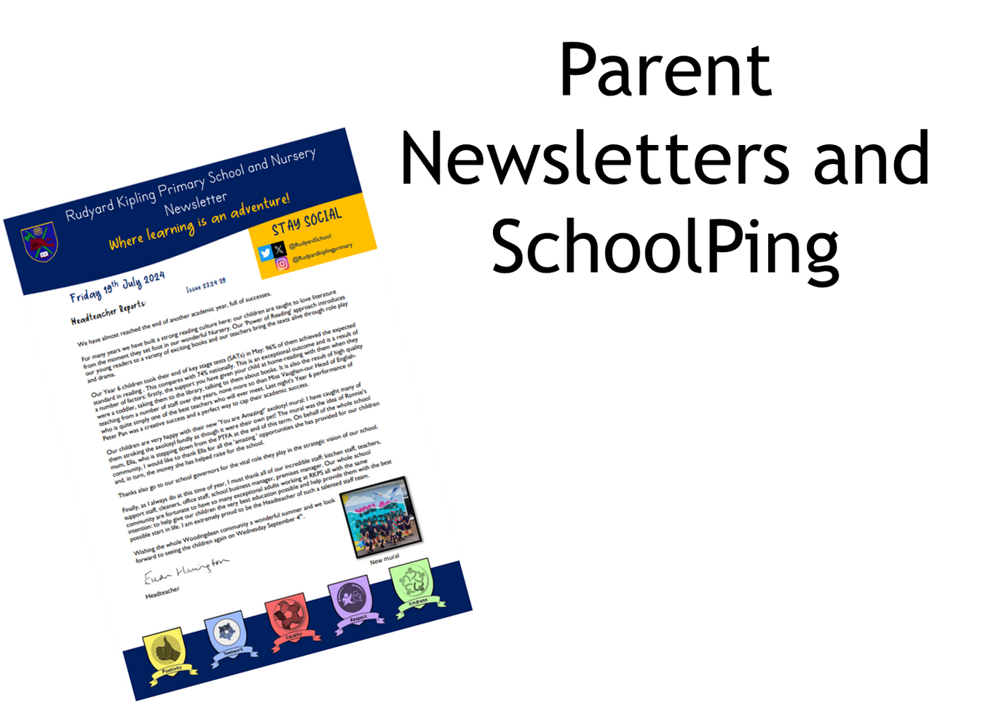 Parent
Newsletters and
SchoolPing
Rudyard Kipling Primary School and Nursery
Newsletter
Where learning is an adventure!
STAY SOCIAL
@RudyardSchool
@Rudyardkiplingprimary
Friday 19th July 2024
Issue 23.24 39
Headteacher Reports:
We have almost reached the end of another academic year, full of successes.
For many years we have built a strong reading culture here: our children are taught to love literature
from the moment they set foot in our wonderful Nursery. Our 'Power of Reading' approach introduces
our young readers to a variety of exciting books and our teachers bring the texts alive through role play
and drama.
Our Year 6 children took their end of key stage tests (SATs) in May: 96% of them achieved the expected
standard in reading . This compares with 74% nationally. This is an exceptional outcome and is a result of
a number of factors: firstly, the support you have given your child at home-reading with them when they
were a toddler, taking them to the library, talking to them about books. It is also the result of high quality
teaching from a number of staff over the years, none more so than Miss Vaughan-our Head of English-
who is quite simply one of the best teachers who will ever meet. Last night's Year 6 performance of
Peter Pan was a creative success and a perfect way to cap their academic success.
Our children are very happy with their new "You are Amazing!' axolotyl mural: I have caught many of
them stroking the axolotyl fondly as though it were their own pet! The mural was the idea of Ronnie's
mum, Ella, who is stepping down from the PTFA at the end of this term. On behalf of the whole school
community, I would like to thank Ella for all the 'amazing ' opportunities she has provided for our children
and, in turn, the money she has helped raise for the school.
Thanks also go to our school governors for the vital role they play in the strategic vision of our school.
Finally, as I always do at this time of year, I must thank all of our incredible staff: kitchen staff, teachers,
support staff, cleaners, office staff, school business manager, premises manager. Our whole school
community are fortunate to have so many exceptional adults working at RKPS all with the same
intention: to help give our children the very best education possible and help provide them with the best
possible start in life. I am extremely proud to be the Headteacher of such a talented staff team.
Wishing the whole Woodingdean community a wonderful summer and we look
forward to seeing the children again on Wednesday September 4th.
Euan Hanington
Headteacher
New mural
Positivity
Teamwork
Equality
Respect
Kindness